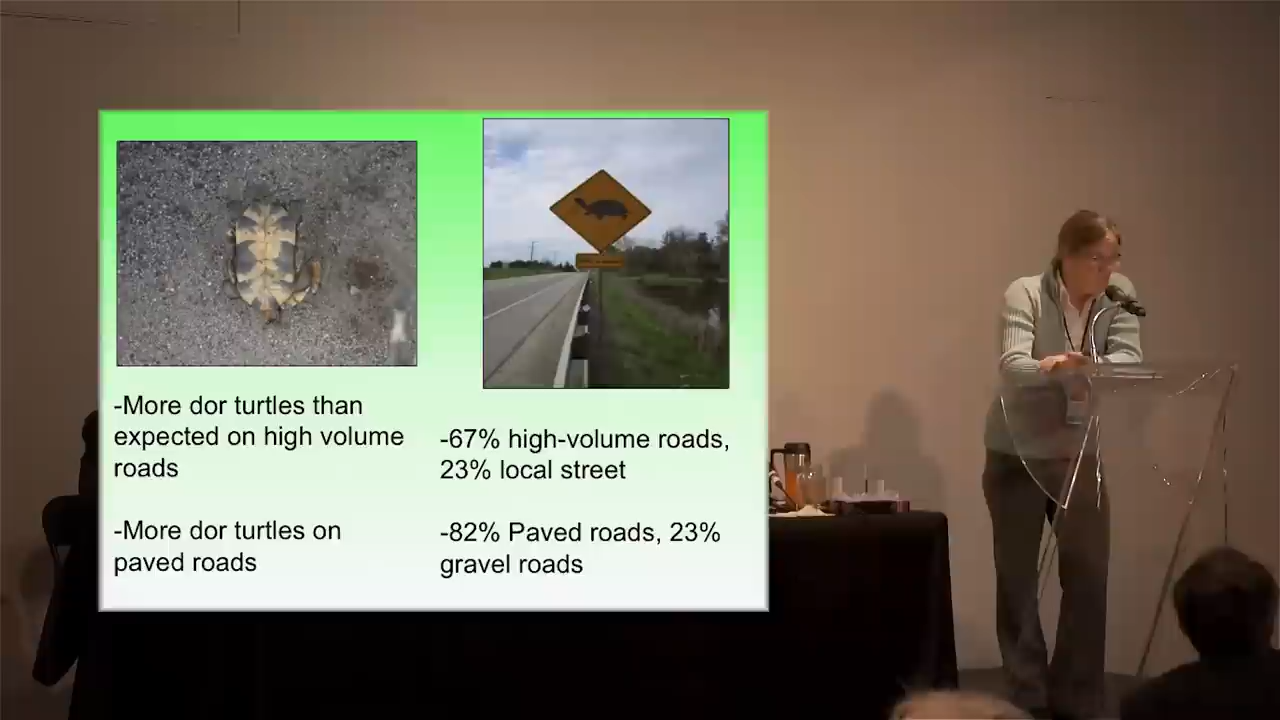 -More dor turtles than
expected on high volume
roads
-More dor turtles on
paved roads
-67% high-volume roads,
23% local street
-82% Paved roads, 23%
gravel roads